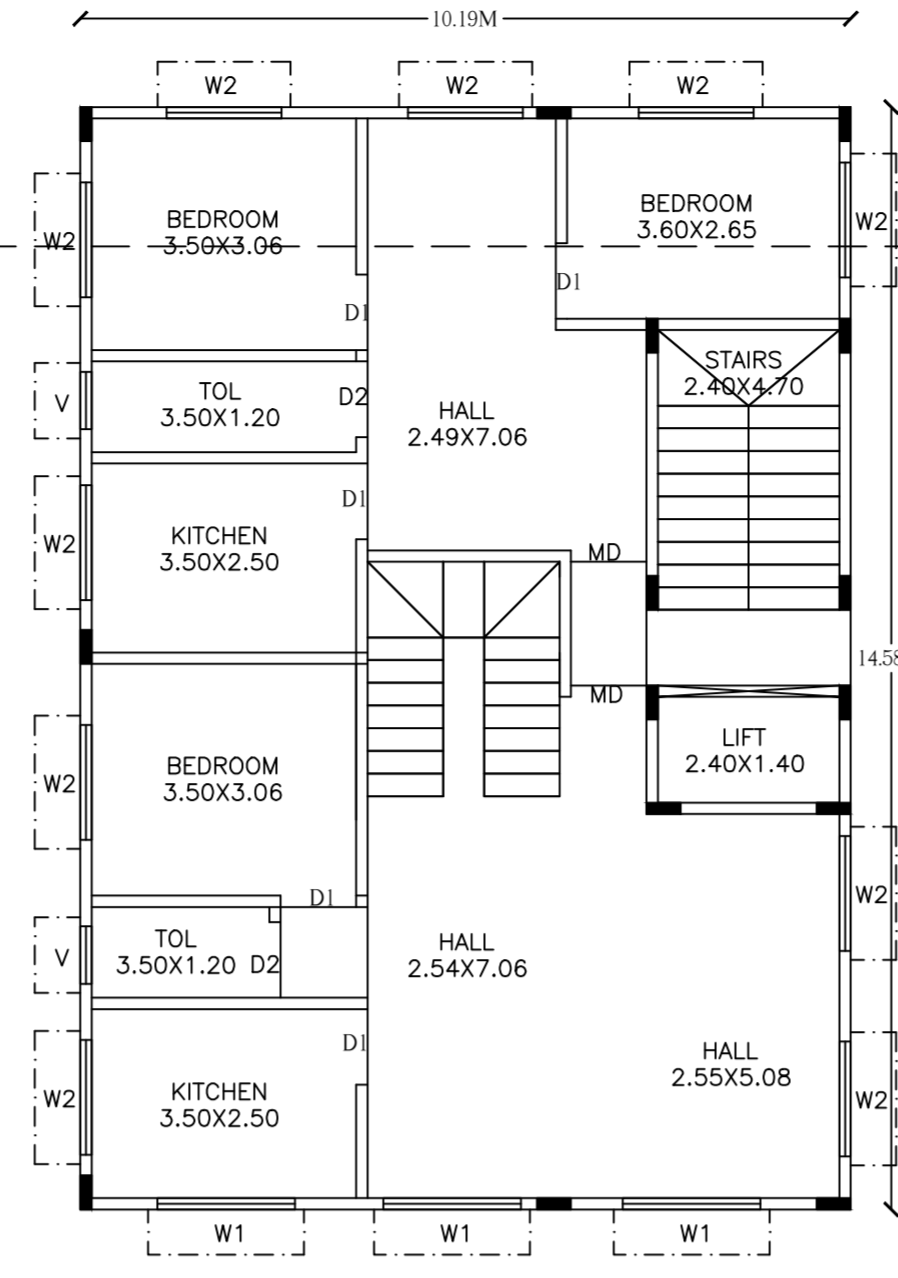 10.19M
W2
W2
W2
BEDROOM
3.50X3.06
BEDROOM
3.60X2.65
W2
W2
D1
D1
STAIRS
2.40X4.70
TOL
3.50X1.20
V
D2
HALL
2.49X7.06
D1
KITCHEN
3.50X2.50
W2
MD
14.58
MD
LIFT
2.40X1.40
BEDROOM
3.50X3.06
W2
D1
W2
TOL
3.50X1.20
D2
V
HALL
2.54X7.06
D1
HALL
2.55X5.08
KITCHEN
3.50X2.50
W2
W2
W1
W1
W1